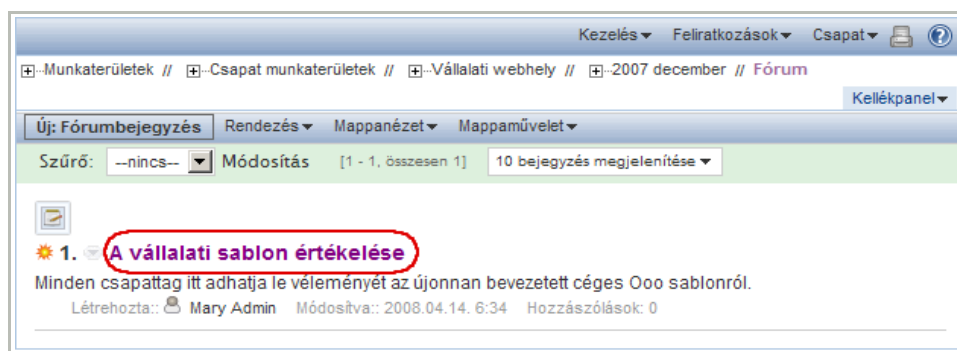 Kezelés Feliratkozások Csapat
Munkaterületek // Csapat munkaterületek // Vállalati webhely // 2007 december // Fórum
Kellékpanel
Új: Fórumbejegyzés Rendezés Mappanézet Mappaművelet
Szűrő: --nincs-- Módosítás [1 - 1, összesen 1] 10 bejegyzés megjelenítése
1. A vállalati sablon értékelése
Minden csapattag itt adhatja le véleményét az újonnan bevezetett céges Ooo sablonról.
Létrehozta:: Mary Admin Módosítva:: 2008.04.14. 6:34 Hozzászólások: 0